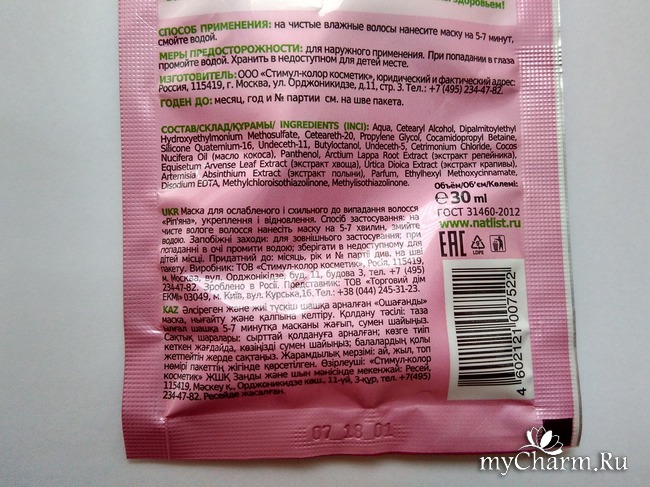 здоровьем!
СПОСОБ ПРИМЕНЕНИЯ: на чистые влажные волосы нанесите маску на 5-7 минут,
смойте водой.
МЕРЫ ПРЕДОСТОРОЖНОСТИ: для наружного применения. При попадании в глаза
промойте водой. Хранить в недоступном для детей месте.
ИЗГОТОВИТЕЛЬ: ООО «Стимул-колор косметик», юридический и фактический адрес:
Россия, 115419, г. Москва, ул. Орджоникидзе, д.11, стр. 3. Тел.: +7 (495) 234-47-82.
ГОДЕН ДО: месяц, год и № партии см. на шве пакета.
СОСТАВ/СКЛАД/ҚҰРАМЫ/ INGREDIENTS (INCI): Aqua, Cetearyl Alcohol, Dipalmitoylethyl
Hydroxyethylmonium Methosulfate, Ceteareth-20, Propylene Glycol, Cocamidopropyl Betaine,
Silicone Quaternium-16, Undeceth-11, Butyloctanol, Undeceth-5, Cetrimonium Chloride, Cocos
Nucifera Oil (масло кокоса), Panthenol, Arctium Lappa Root Extract (экстракт репейника),
Equisetum Arvense Leaf Extract (экстракт хвоща), Urtica Dioica Extract (экстракт крапивы),
Artemisia Absinthium Extract (экстракт полыни), Parfum, Ethylhexyl Methoxycinnamate,
Disodium EDTA, Methylchloroisothiazolinone, Methylisothiazolinone.
Объём/Об'єм/Көлемі:
℮ 30 ml
ГОСТ 31460-2012
www.natlist.ru
EAC
4
LDPE
UKR Маска для ослабленого і схильного до випадання волосся
«Ріп'яна», укреплення і відновлення. Спосіб застосування: на
чисте вологе волосся нанесіть маску на 5-7 хвилин, змийте
водою. Запобіжні заходи: для зовнішнього застосування; при
попаданні в очі промити водою; зберігати в недоступному для
дітей місці. Придатний до: місяць, рік и № партії див. на шві
пакету. Виробник: ТОВ «Стимул-колор косметик», Росія, 115419,
м. Москва, вул. Орджонікідзе, буд. 11, будова 3, тел. +7 (495)
234-47-82. Зроблено в Росії. Представник: ТОВ «Торговий дім
ЕКМІ» 03049, м. Київ, вул. Курська,16. Тел.: +38 (044) 245-31-23.
KAZ Әлсіреген және жиі түскіш шашқа арналған «Ошағанды»
маска, нығайту және қалпына келтіру. Қолдану тәсілі: таза
ылғал шашқа 5-7 минутқа масканы жағып, сумен шайыңыз.
Сақтық шаралары: сырттай қолдануға арналған; көзге тиіп
кеткен жағдайда, көзіңізді сумен шайыңыз; балалардың қолы
жетпейтін жерде сақтаңыз. Жарамдылық мерзімі: ай, жыл, топ
нөмірі пакеттің жігінде көрсетілген. Өзірлеуші: «Стимул-колор
косметик» ЖШҚ Заңды және шын мәнісінде мекенжай: Ресей,
115419, Маскеу қ., Орджоникидзе көш., 11-уй, 3-құр, тел. +7(495)
234-47-82. Ресейде жасалған.
4 602121 007522
07 18 01
myCharm.Ru